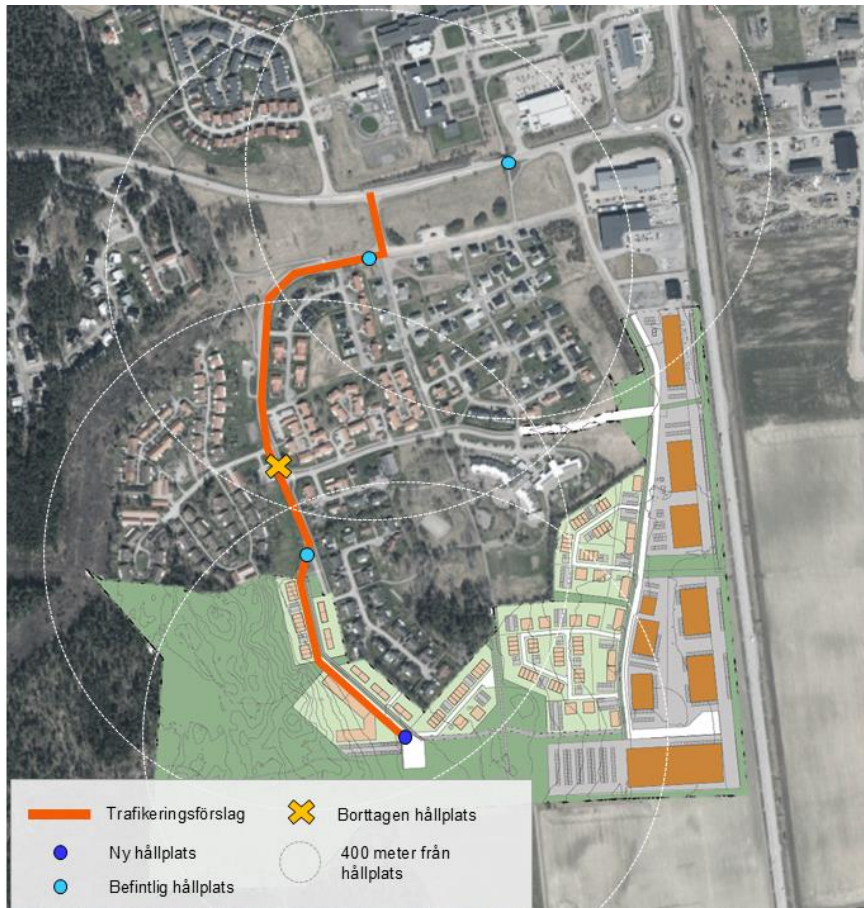 Trafikeringsförslag
Borttagen hållplats
Ny hållplats
400 meter från
hållplats
Befintlig hållplats